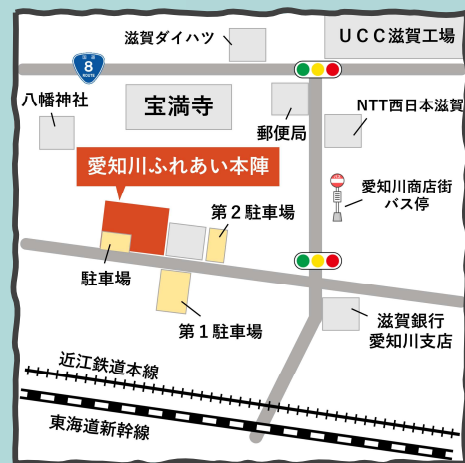 滋賀ダイハツ
UCC滋賀工場
国道
8
ROUTE
八幡神社
宝満寺
郵便局
NTT西日本滋賀
愛知川ふれあい本陣
愛知川商店街
バス停
第2駐車場
駐車場
第1駐車場
滋賀銀行
愛知川支店
近江鉄道本線
東海道新幹線